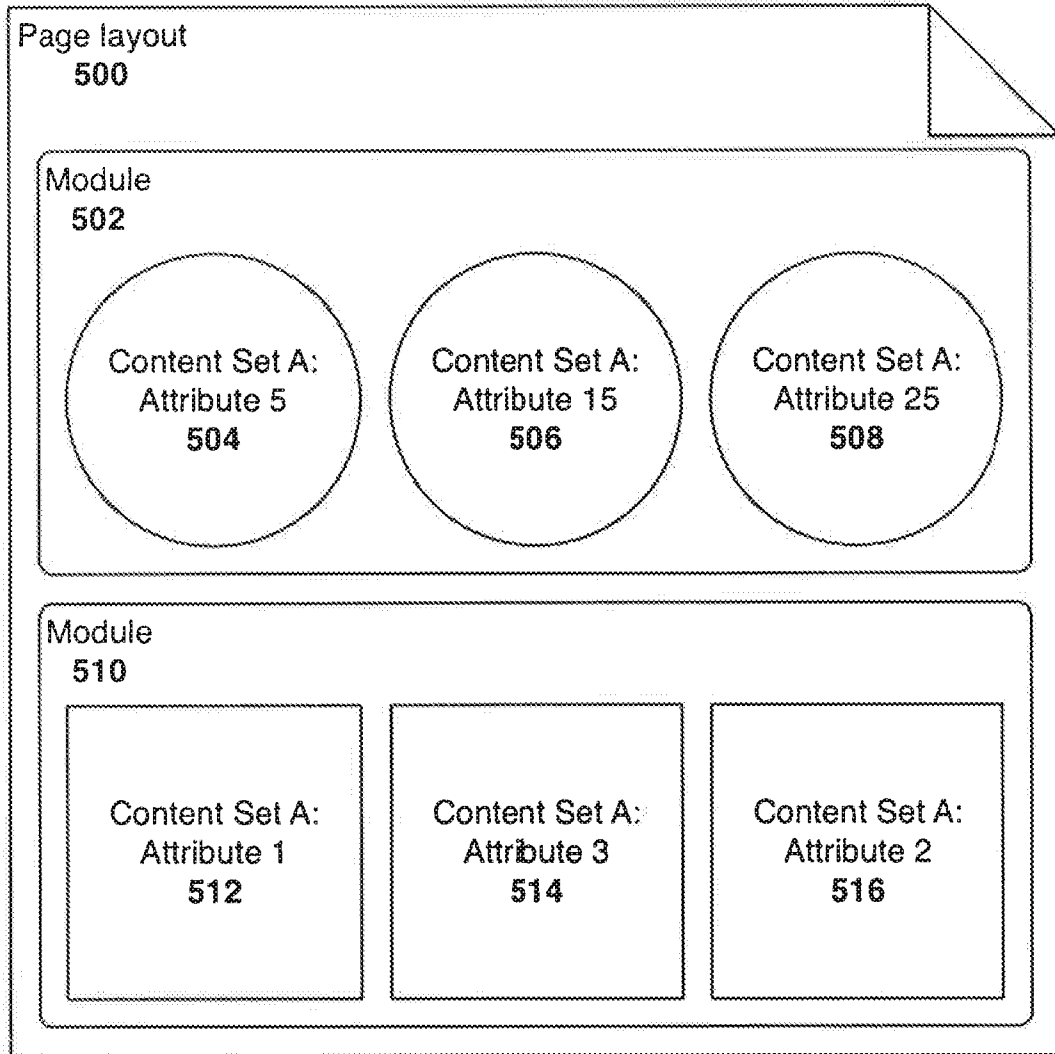 Page layout
500
Module
502
Content Set A:
Attribute 5
504
Content Set A:
Attribute 15
506
Content Set A:
Attribute 25
508
Module
510
Content Set A:
Attribute 1
512
Content Set A:
Attribute 3
514
Content Set A:
Attribute 2
516